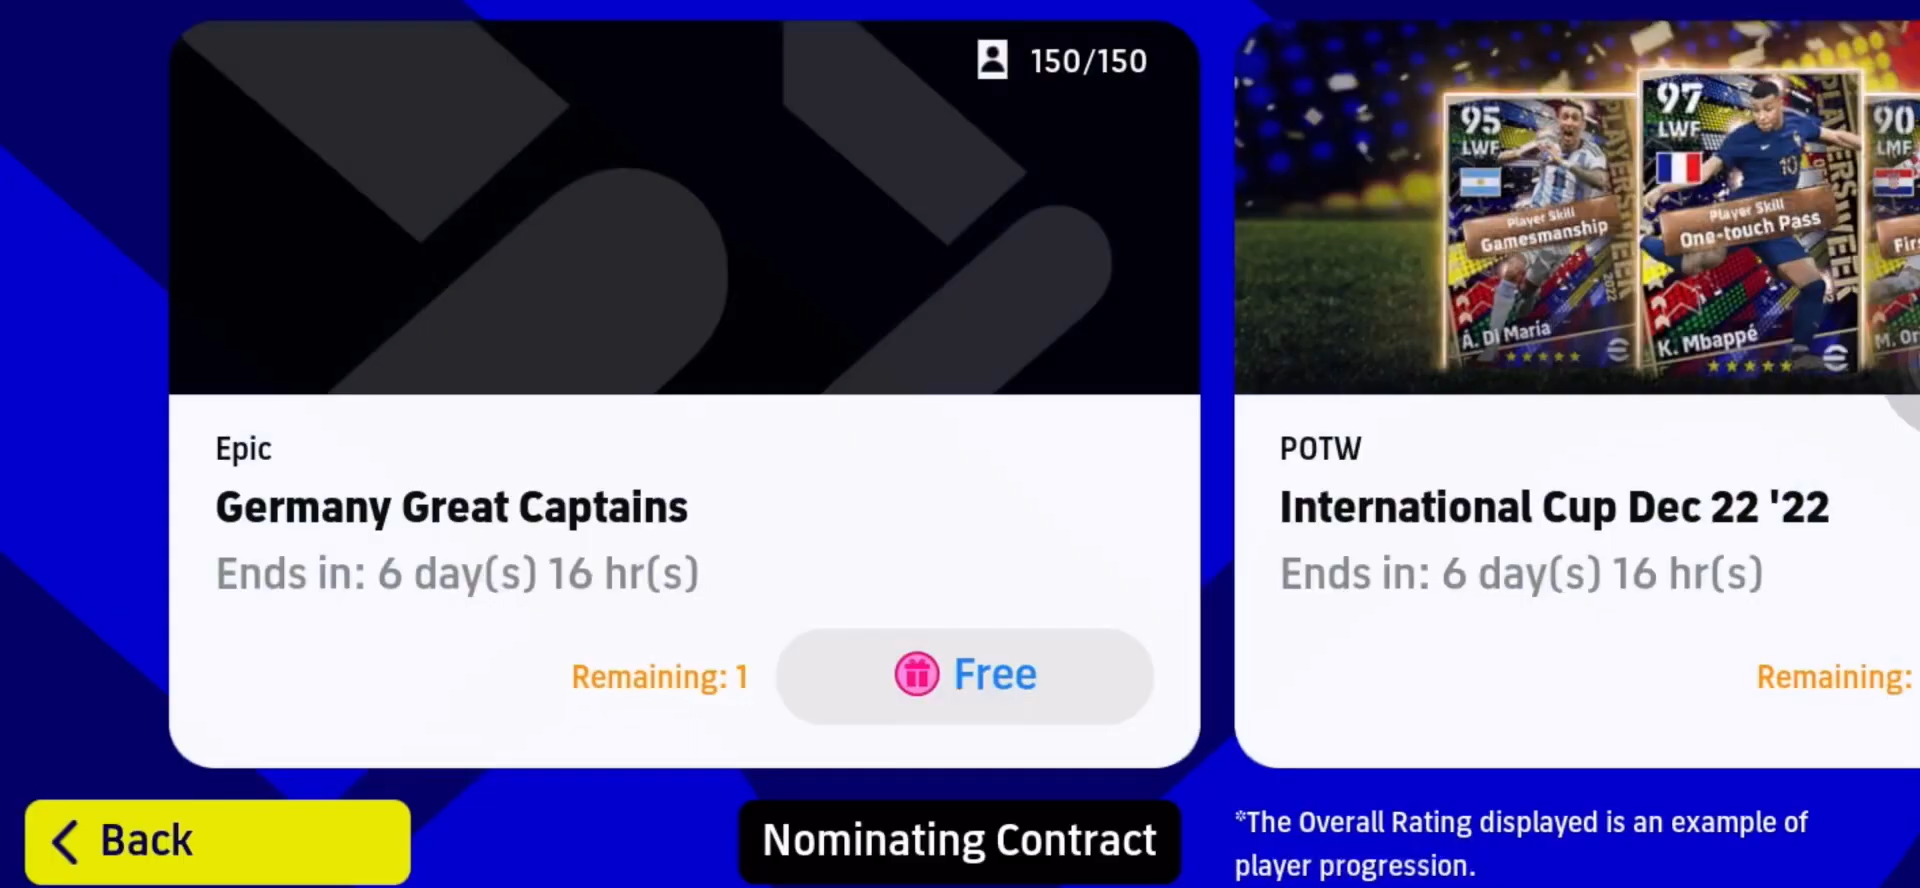 150/150
Epic
Germany Great Captains
Ends in: 6 day(s) 16 hr(s)
Remaining: 1
Free
95
LWF
Player Skill
Gamesmanship
Á. Di María
97
LWF
10
Player Skill
One-touch Pass
K. Mbappé
90
LMF
POTW
International Cup Dec 22 '22
Ends in: 6 day(s) 16 hr(s)
Remaining:
Back
Nominating Contract
*The Overall Rating displayed is an example of
player progression.